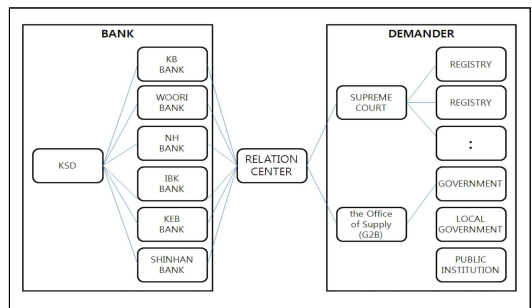 BANK
KSD
KB
BANK
WOORI
BANK
NH
BANK
IBK
BANK
KEB
BANK
SHINHAN
BANK
RELATION
CENTER
DEMANDER
SUPREME
COURT
the Office
of Supply
(G2B)
REGISTRY
REGISTRY
:
GOVERNMENT
LOCAL
GOVERNMENT
PUBLIC
INSTITUTION